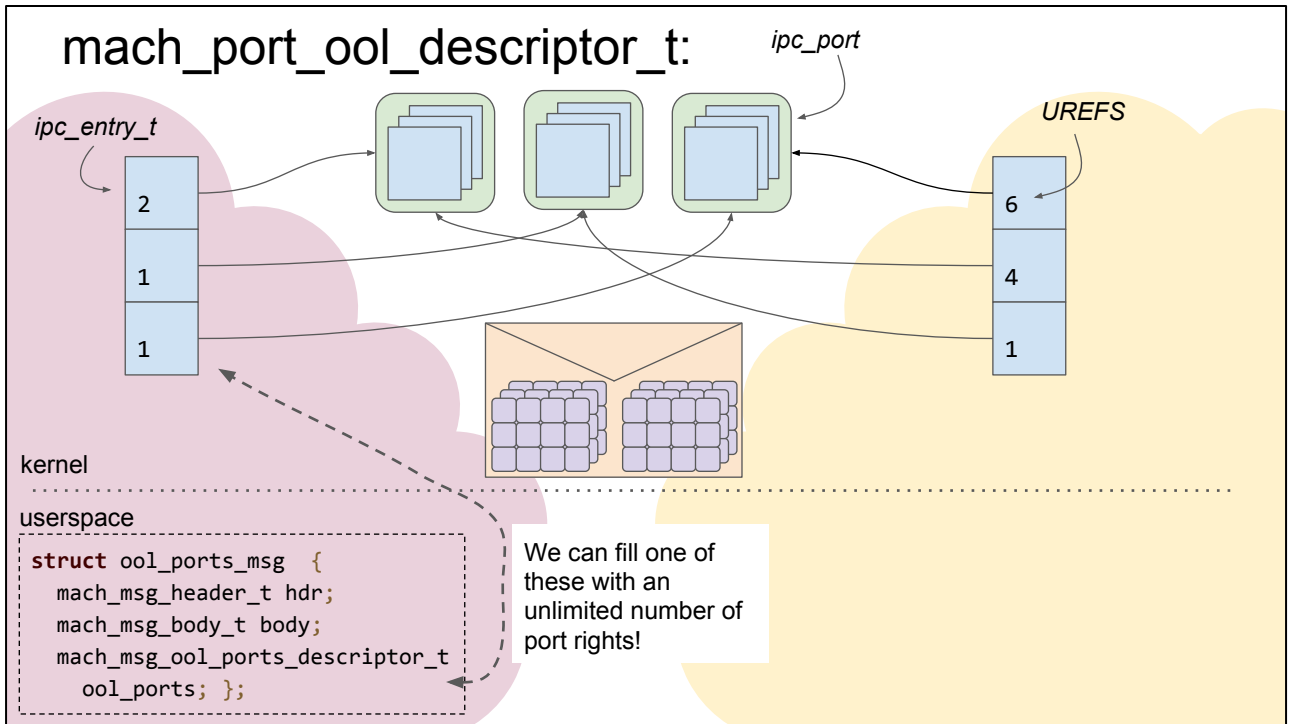 mach_port_ool_descriptor_t:
ipc_port
ipc_entry_t
UREFS
2
1
1
6
4
1
kernel
userspace
struct ool_ports_msg  {
  mach_msg_header_t hdr;
  mach_msg_body_t body;
  mach_msg_ool_ports_descriptor_t
    ool_ports; };
We can fill one of
these with an
unlimited number of
port rights!